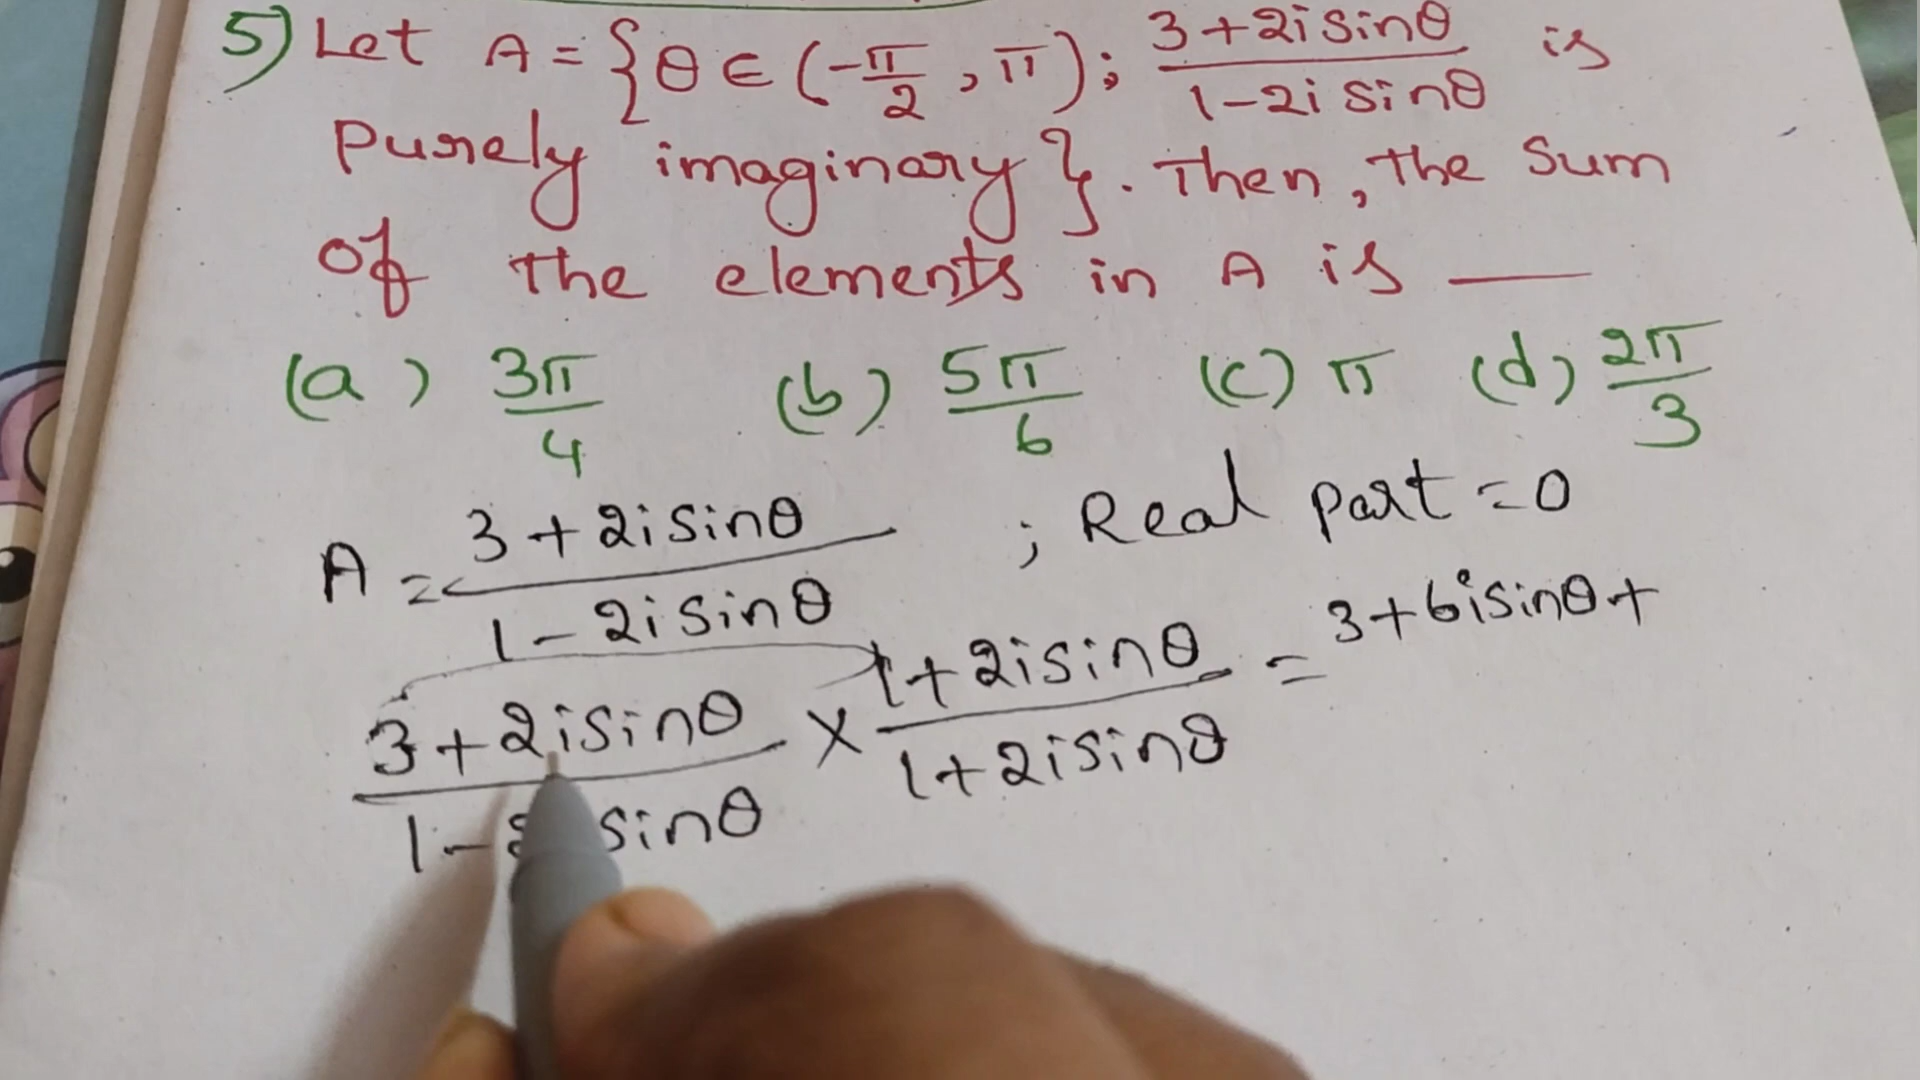 5) Let A = {θ ∈ (-π/2, π); (3+2i sinθ)/(1-2i sinθ) is
Purely imaginary}. Then, the sum
of the elements in A is ___
(a) 3π/4 (b) 5π/6 (c) π (d) 2π/3
A = (3+2i sinθ)/(1-2i sinθ) ; Real part = 0
(3+2i sinθ)/(1-2 sinθ) × (1+2i sinθ)/(1+2i sinθ) = 3+6i sinθ+